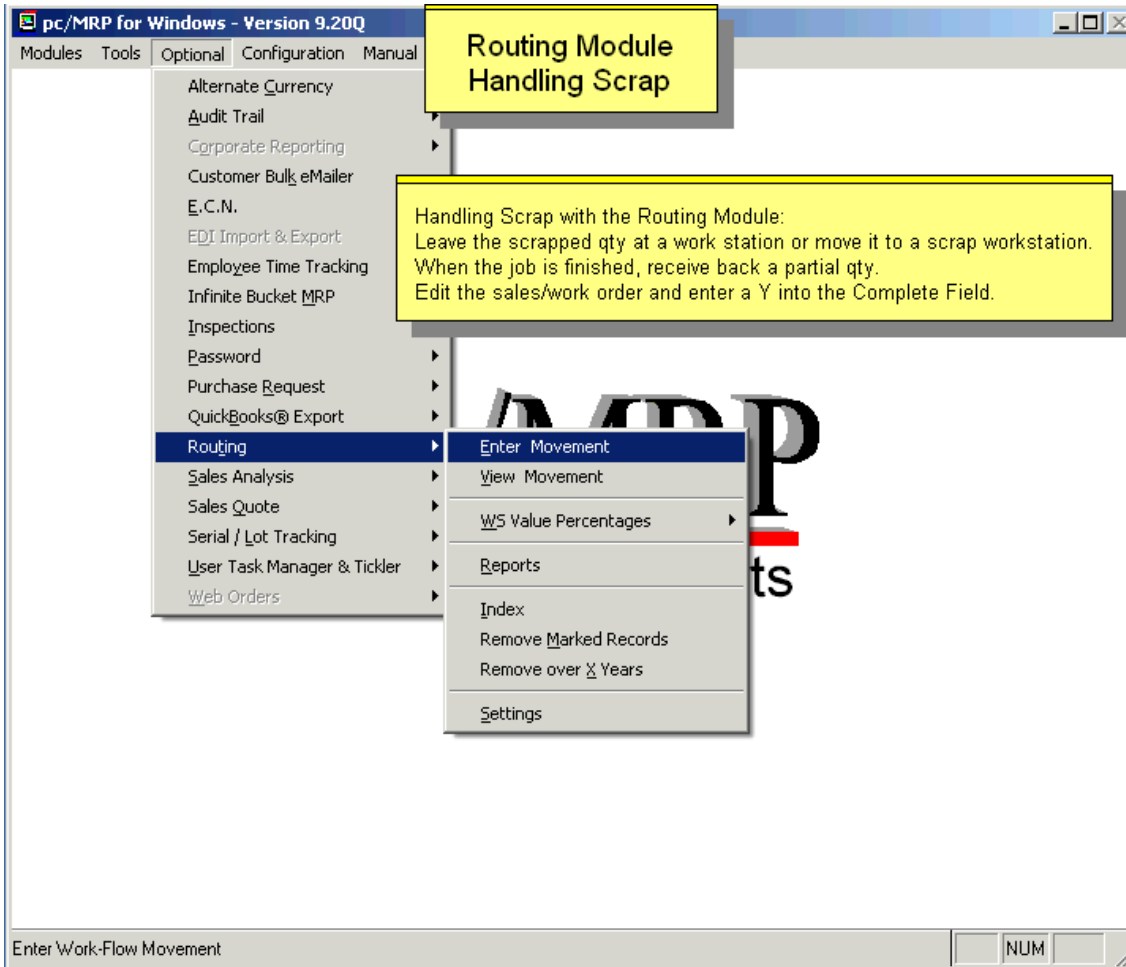 pc/MRP for Windows - Version 9.20Q
Modules Tools Optional Configuration Manual
Routing Module
Handling Scrap
Alternate Currency
Audit Trail
Corporate Reporting
Customer Bulk eMailer
E.C.N.
EDI Import & Export
Employee Time Tracking
Infinite Bucket MRP
Inspections
Password
Purchase Request
QuickBooks® Export
Routing
Sales Analysis
Sales Quote
Serial / Lot Tracking
User Task Manager & Tickler
Web Orders
Handling Scrap with the Routing Module:
Leave the scrapped qty at a work station or move it to a scrap workstation.
When the job is finished, receive back a partial qty.
Edit the sales/work order and enter a Y into the Complete Field.
/MRP
ts
Enter Movement
View Movement
WS Value Percentages
Reports
Index
Remove Marked Records
Remove over X Years
Settings
Enter Work-Flow Movement
NUM